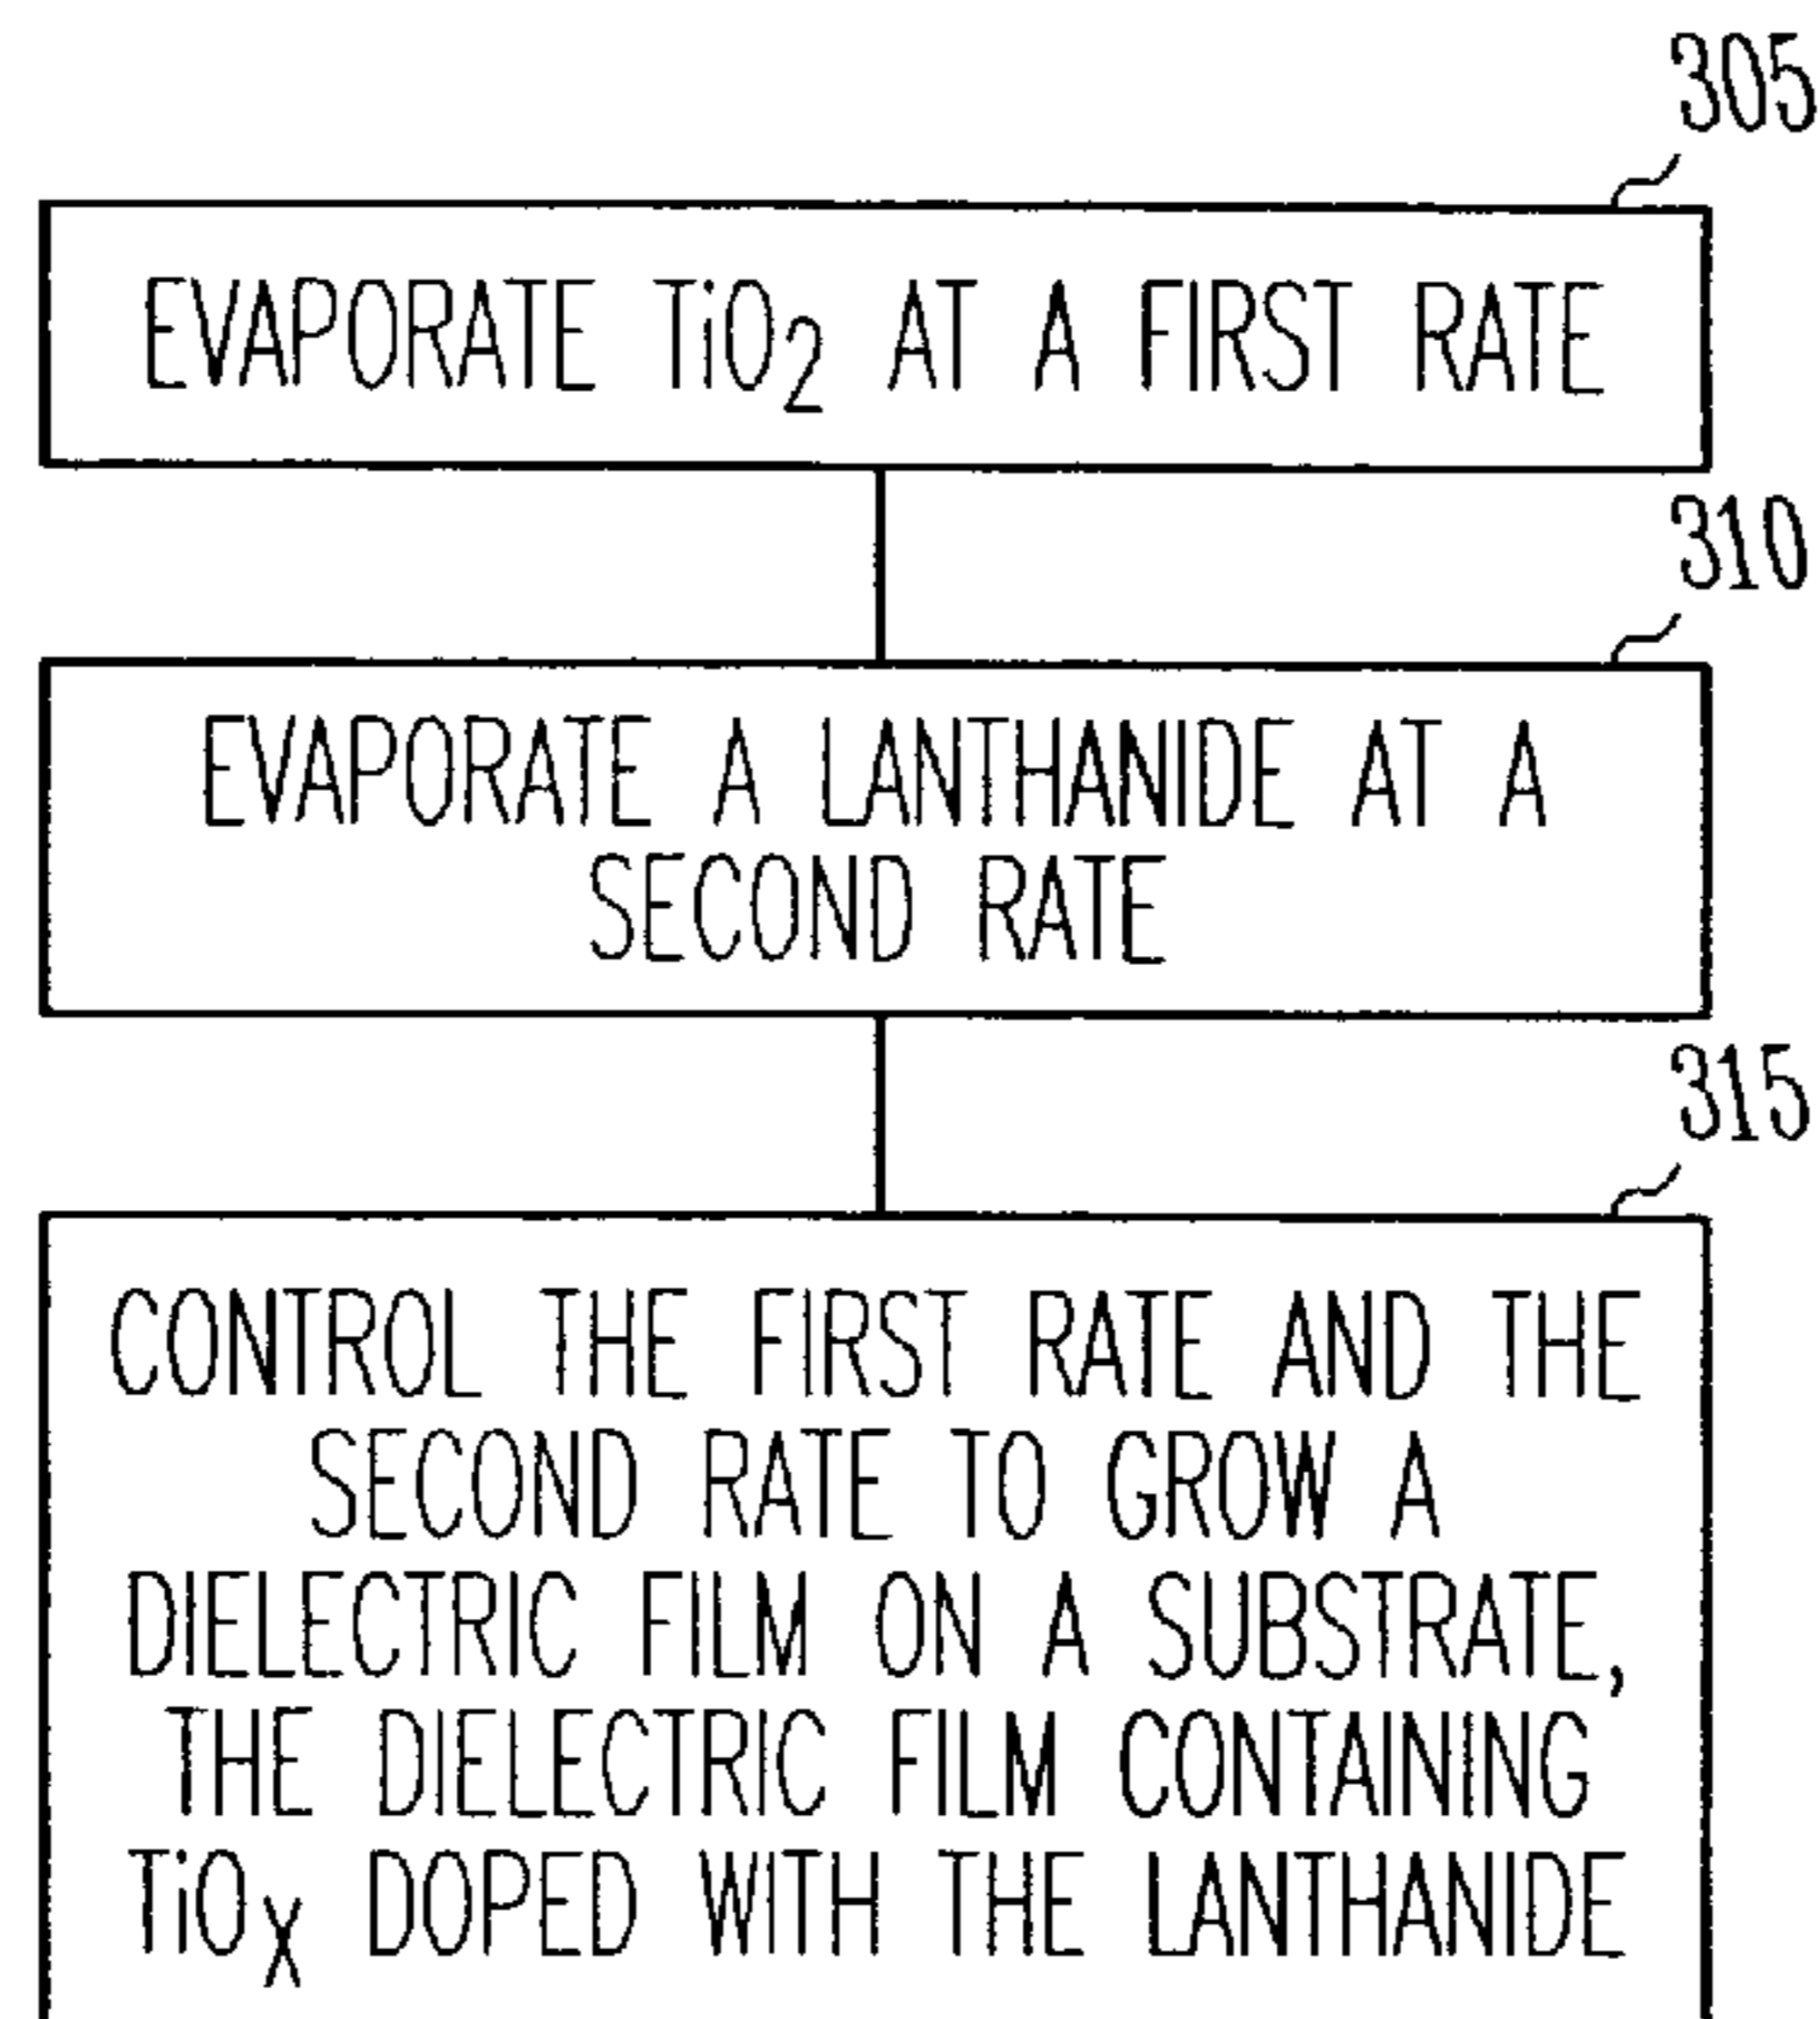 305
EVAPORATE TiO₂ AT A FIRST RATE
310
EVAPORATE A LANTHANIDE AT A
SECOND RATE
315
CONTROL THE FIRST RATE AND THE
SECOND RATE TO GROW A
DIELECTRIC FILM ON A SUBSTRATE,
THE DIELECTRIC FILM CONTAINING
TiOₓ DOPED WITH THE LANTHANIDE